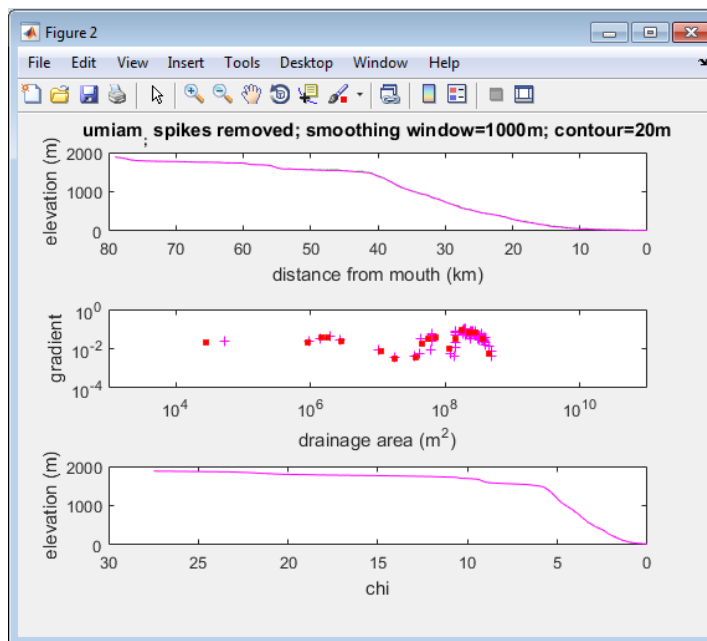 Figure 2
File Edit View Insert Tools Desktop Window Help
umiam; spikes removed; smoothing window=1000m; contour=20m
elevation (m)
2000
1000
0
80 70 60 50 40 30 20 10 0
distance from mouth (km)
gradient
10^0
10^-2
10^-4
10^4 10^6 10^8 10^10
drainage area (m^2)
elevation (m)
2000
1000
0
30 25 20 15 10 5 0
chi